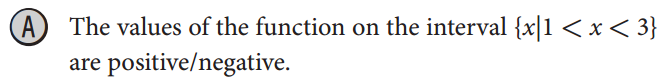 A The values of the function on the interval {x|1 < x < 3}
are positive/negative.